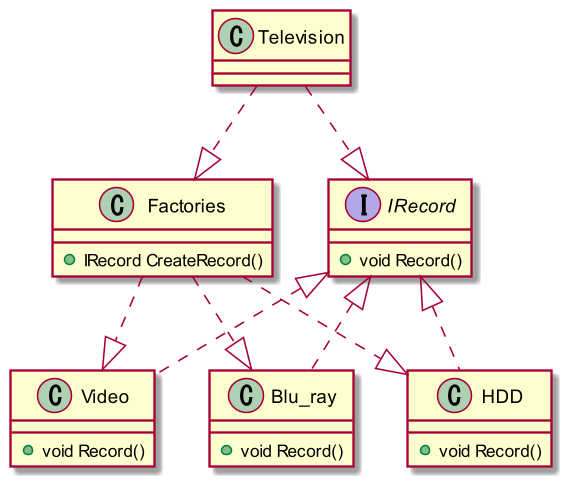 C Television
C Factories
IRecord CreateRecord()
I IRecord
void Record()
C Video
void Record()
C Blu_ray
void Record()
C HDD
void Record()